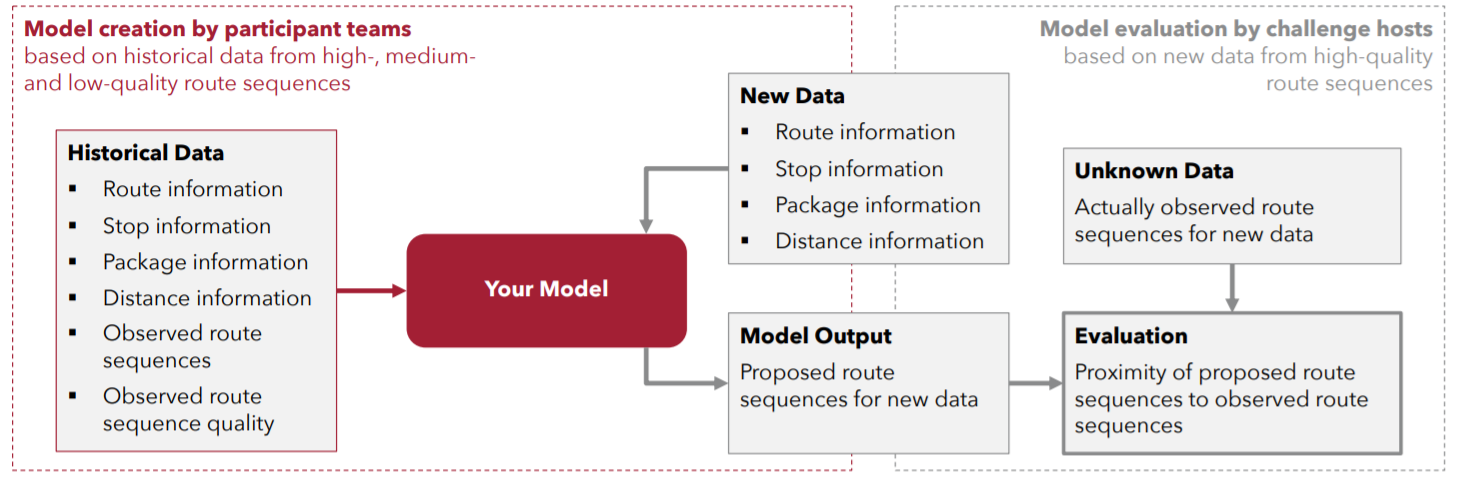 Model creation by participant teams
based on historical data from high-, medium-
and low-quality route sequences
Model evaluation by challenge hosts
based on new data from high-quality
route sequences
Historical Data
▪ Route information
▪ Stop information
▪ Package information
▪ Distance information
▪ Observed route
sequences
▪ Observed route
sequence quality
Your Model
New Data
▪ Route information
▪ Stop information
▪ Package information
▪ Distance information
Model Output
Proposed route
sequences for new data
Unknown Data
Actually observed route
sequences for new data
Evaluation
Proximity of proposed route
sequences to observed route
sequences